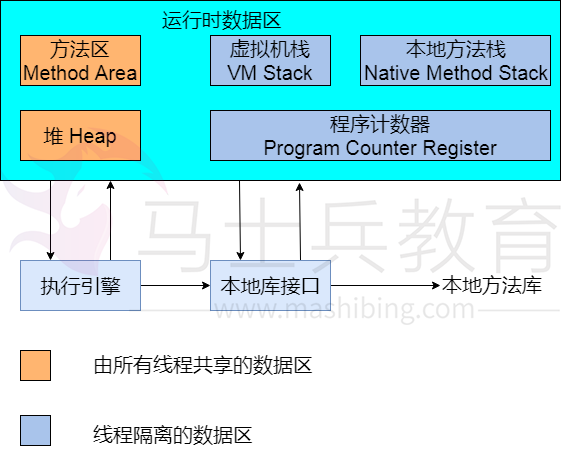 运行时数据区
方法区
Method Area
虚拟机栈
VM Stack
本地方法栈
Native Method Stack
堆 Heap
程序计数器
Program Counter Register
马士兵教育
www.mashibing.com
执行引擎
本地库接口
本地方法库
由所有线程共享的数据区
线程隔离的数据区